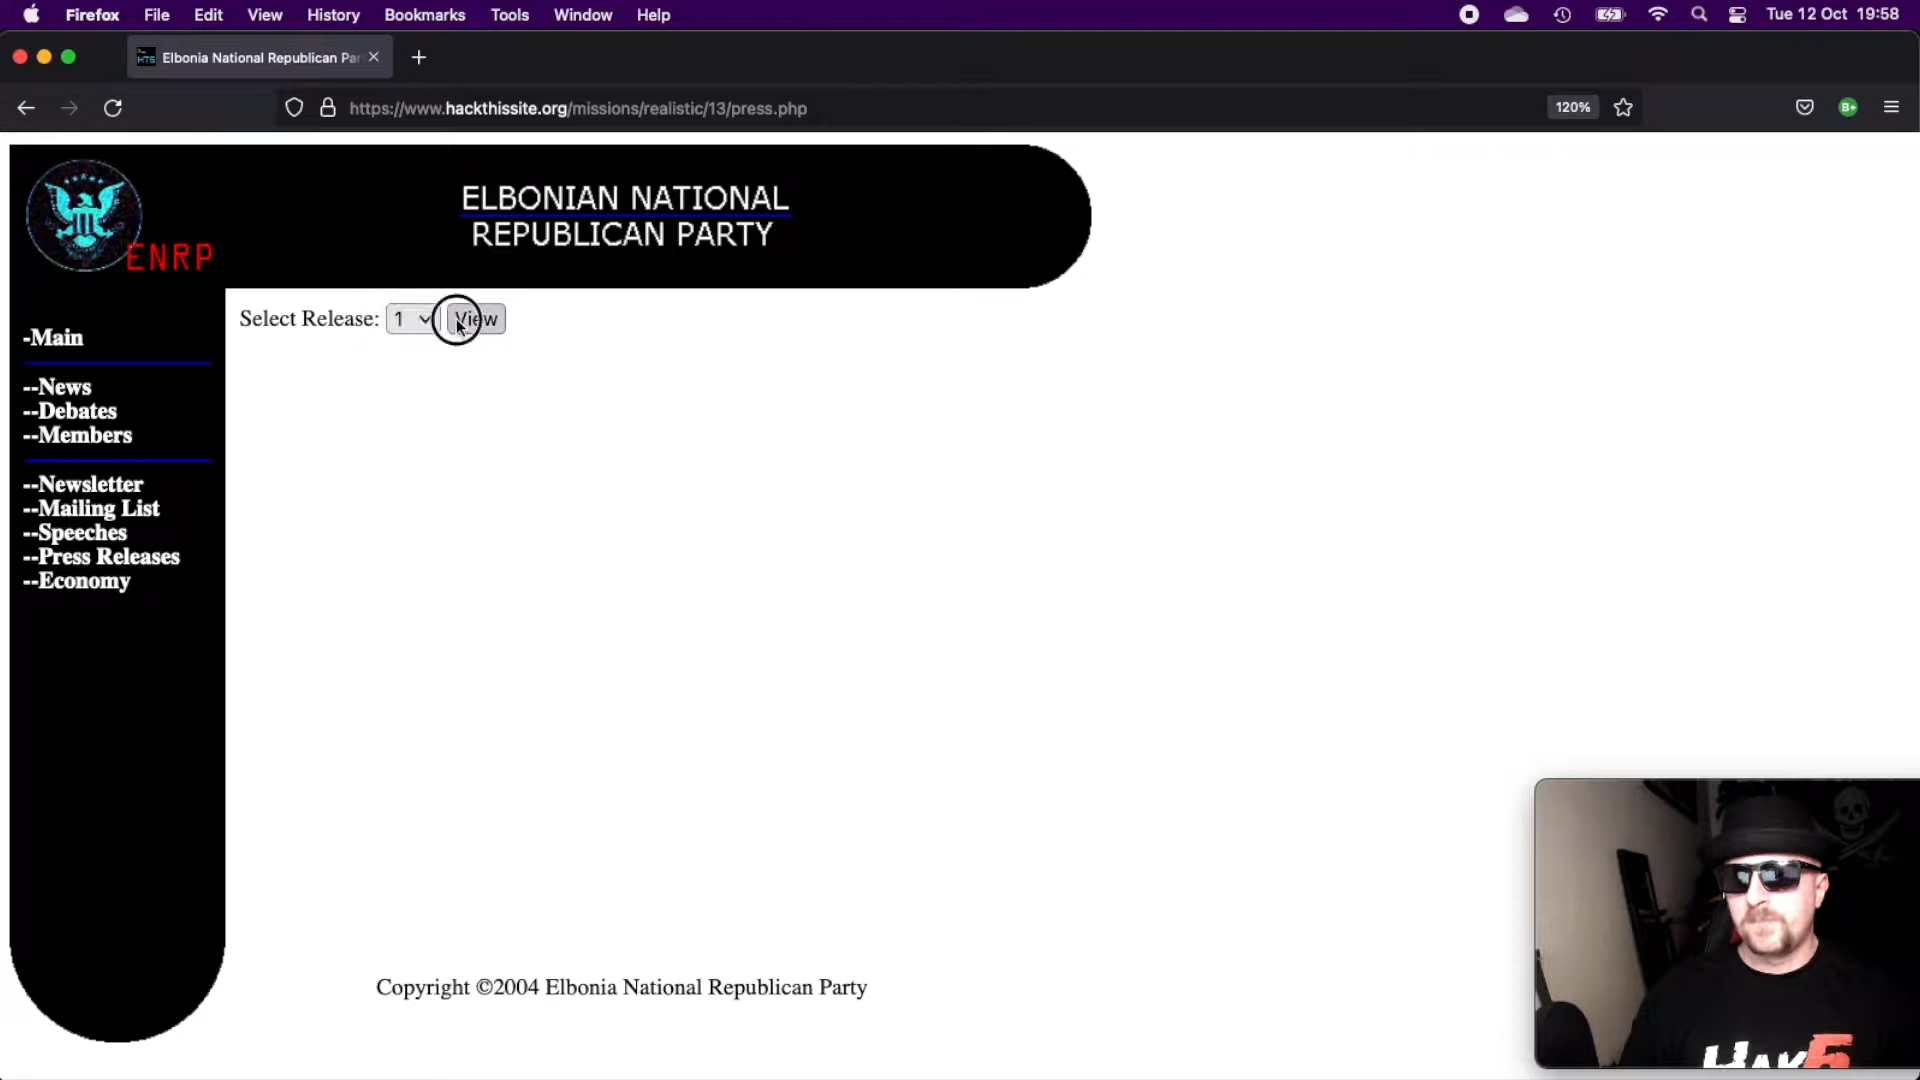 Firefox File Edit View History Bookmarks Tools Window Help
Tue 12 Oct 19:58
HTS Elbonia National Republican Par
https://www.hackthissite.org/missions/realistic/13/press.php
120%
B+
ENRP
ELBONIAN NATIONAL
REPUBLICAN PARTY
Select Release: 1 View
-Main
--News
--Debates
--Members
--Newsletter
--Mailing List
--Speeches
--Press Releases
--Economy
Copyright ©2004 Elbonia National Republican Party
HAK5